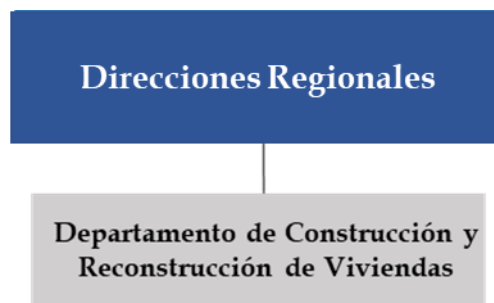 Direcciones Regionales
Departamento de Construcción y
Reconstrucción de Viviendas